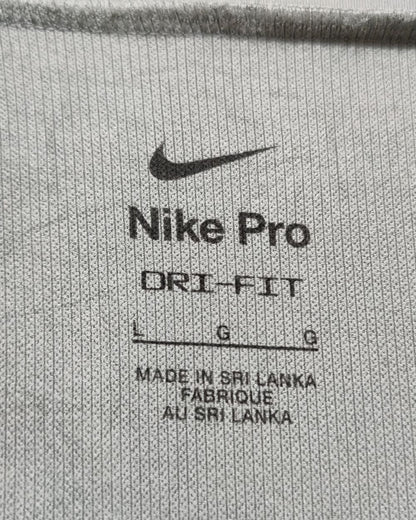 Nike Pro
DRI-FIT
L G G
MADE IN SRI LANKA
FABRIQUE
AU SRI LANKA